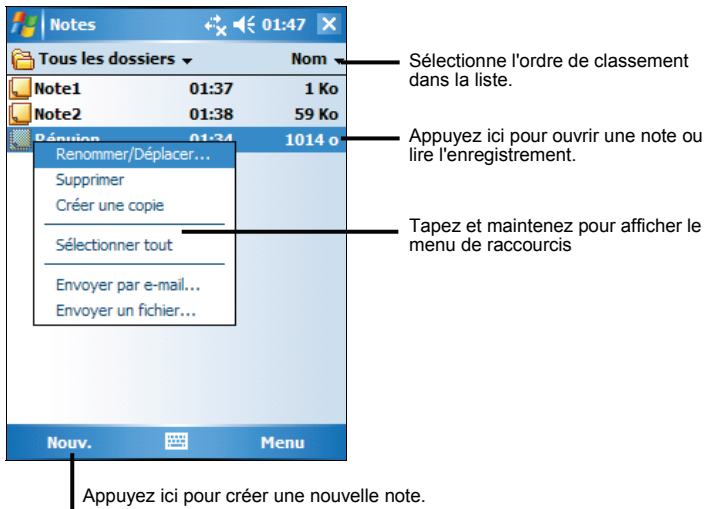 Notes 01:47
Tous les dossiers Nom
Sélectionne l'ordre de classement
dans la liste.
Note1 01:37 1 Ko
Note2 01:38 59 Ko
Rénuion 01:34 1014 o
Appuyez ici pour ouvrir une note ou
lire l'enregistrement.
Renommer/Déplacer...
Supprimer
Créer une copie
Sélectionner tout
Envoyer par e-mail...
Envoyer un fichier...
Tapez et maintenez pour afficher le
menu de raccourcis
Nouv. Menu
Appuyez ici pour créer une nouvelle note.